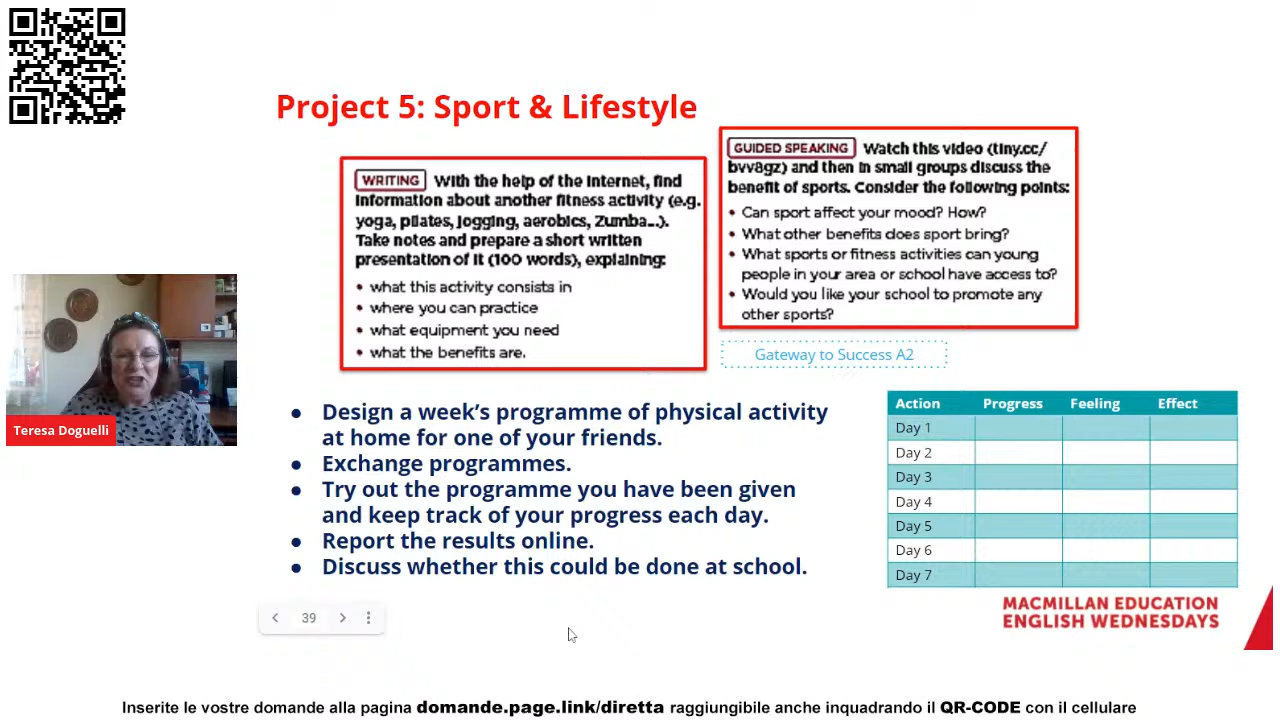 Project 5: Sport & Lifestyle
WRITING With the help of the Internet, find
information about another fitness activity (e.g.
yoga, pilates, jogging, aerobics, Zumba...).
Take notes and prepare a short written
presentation of it (100 words), explaining:
• what this activity consists in
• where you can practice
• what equipment you need
• what the benefits are.
GUIDED SPEAKING Watch this video (tiny.cc/
bvv8gz) and then in small groups discuss the
benefit of sports. Consider the following points:
• Can sport affect your mood? How?
• What other benefits does sport bring?
• What sports or fitness activities can young
people in your area or school have access to?
• Would you like your school to promote any
other sports?
Gateway to Success A2
Teresa Doguelli
● Design a week's programme of physical activity
at home for one of your friends.
● Exchange programmes.
● Try out the programme you have been given
and keep track of your progress each day.
● Report the results online.
● Discuss whether this could be done at school.
Action Progress Feeling Effect
Day 1
Day 2
Day 3
Day 4
Day 5
Day 6
Day 7
39
MACMILLAN EDUCATION
ENGLISH WEDNESDAYS
Inserite le vostre domande alla pagina domande.page.link/diretta raggiungibile anche inquadrando il QR-CODE con il cellulare